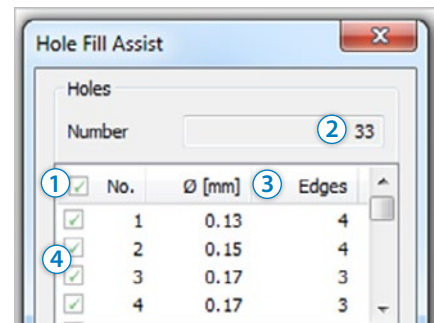 Hole Fill Assist
Holes
Number 2 33
1 No. Ø [mm] 3 Edges
1 0.13 4
2 0.15 4
4
3 0.17 3
4 0.17 3